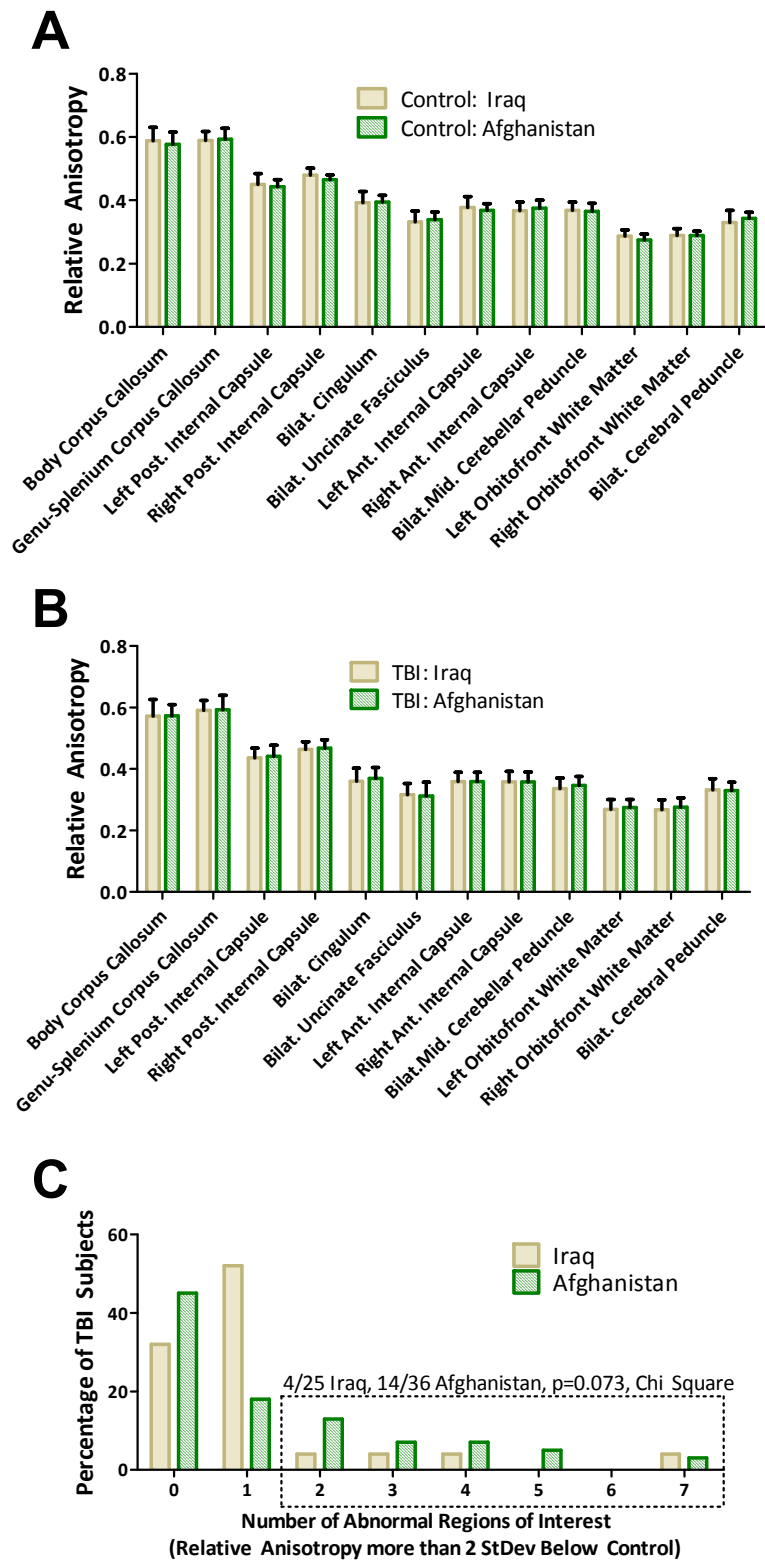 A
Relative Anisotropy
0.8
0.6
0.4
0.2
0.0
Control: Iraq
Control: Afghanistan
Body Corpus Callosum
Genu-Splenium Corpus Callosum
Left Post. Internal Capsule
Right Post. Internal Capsule
Bilat. Cingulum
Bilat. Uncinate Fasciculus
Left Ant. Internal Capsule
Right Ant. Internal Capsule
Bilat.Mid. Cerebellar Peduncle
Left Orbitofront White Matter
Right Orbitofront White Matter
Bilat. Cerebral Peduncle
B
Relative Anisotropy
0.8
0.6
0.4
0.2
0.0
TBI: Iraq
TBI: Afghanistan
Body Corpus Callosum
Genu-Splenium Corpus Callosum
Left Post. Internal Capsule
Right Post. Internal Capsule
Bilat. Cingulum
Bilat. Uncinate Fasciculus
Left Ant. Internal Capsule
Right Ant. Internal Capsule
Bilat.Mid. Cerebellar Peduncle
Left Orbitofront White Matter
Right Orbitofront White Matter
Bilat. Cerebral Peduncle
C
Percentage of TBI Subjects
60
40
20
0
Iraq
Afghanistan
4/25 Iraq, 14/36 Afghanistan, p=0.073, Chi Square
0 1 2 3 4 5 6 7
Number of Abnormal Regions of Interest
(Relative Anisotropy more than 2 StDev Below Control)